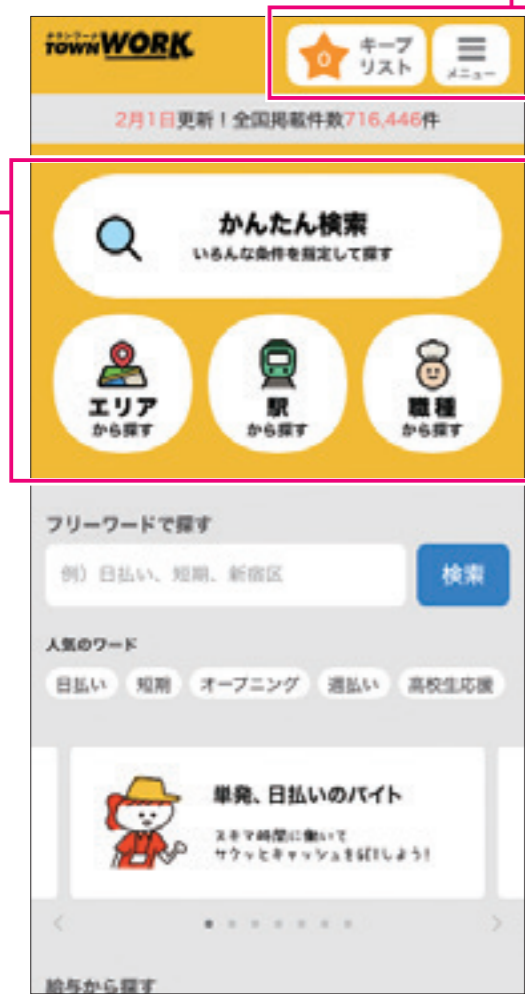 タウンワーク
TOWNWORK
0
キープ
リスト
メニュー
2月1日更新！全国掲載件数716,446件
かんたん検索
いろんな条件を指定して探す
エリア
から探す
駅
から探す
職種
から探す
フリーワードで探す
例）日払い、短期、新宿区
検索
人気のワード
日払い 短期 オープニング 週払い 高校生応援
単発、日払いのバイト
スキマ時間に働いて
サクッとキャッシュをGETしよう！
給与から探す